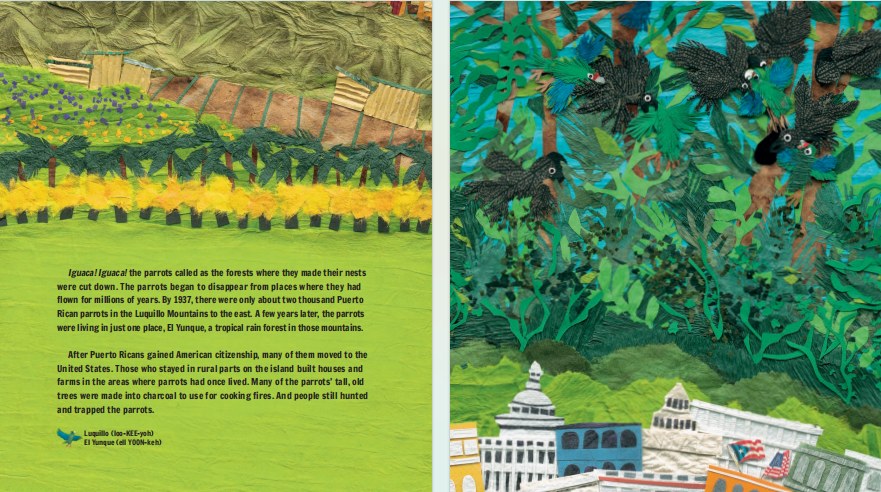 Iguaca! Iguaca! the parrots called as the forests where they made their nests
were cut down. The parrots began to disappear from places where they had
flown for millions of years. By 1937, there were only about two thousand Puerto
Rican parrots in the Luquillo Mountains to the east. A few years later, the parrots
were living in just one place, El Yunque, a tropical rain forest in those mountains.
After Puerto Ricans gained American citizenship, many of them moved to the
United States. Those who stayed in rural parts on the island built houses and
farms in the areas where parrots had once lived. Many of the parrots' tall, old
trees were made into charcoal to use for cooking fires. And people still hunted
and trapped the parrots.
Luquillo (loo-KEE-yoh)
El Yunque (ell YOON-keh)